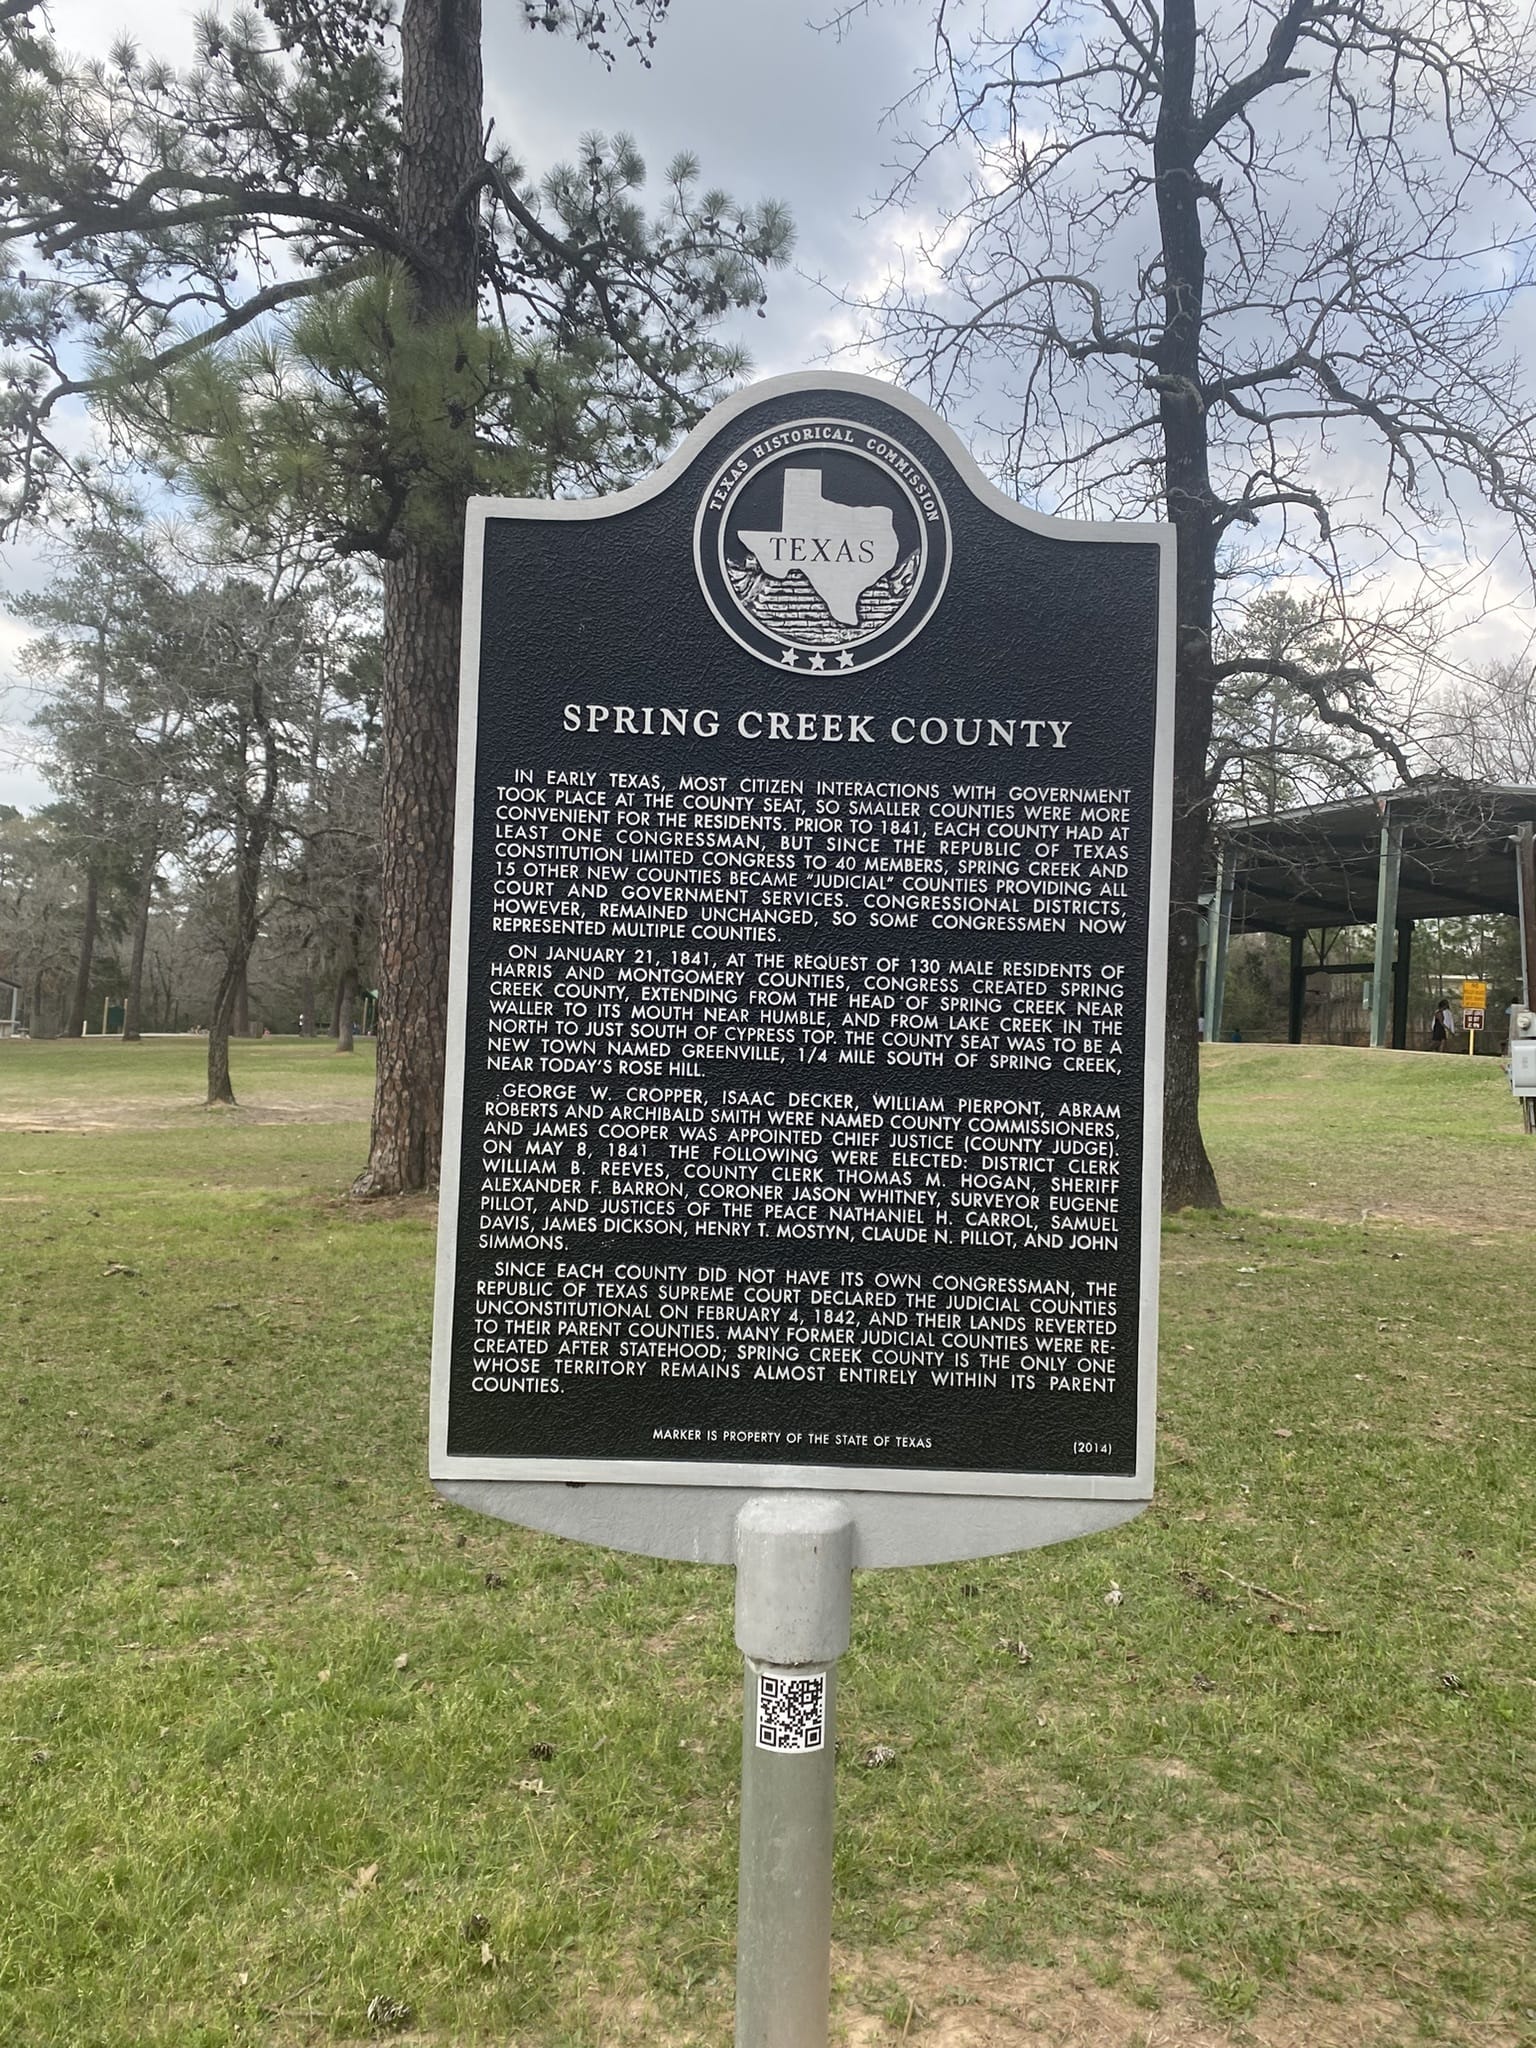 TEXAS HISTORICAL COMMISSION
TEXAS
SPRING CREEK COUNTY
IN EARLY TEXAS, MOST CITIZEN INTERACTIONS WITH GOVERNMENT
TOOK PLACE AT THE COUNTY SEAT, SO SMALLER COUNTIES WERE MORE
CONVENIENT FOR THE RESIDENTS. PRIOR TO 1841, EACH COUNTY HAD AT
LEAST ONE CONGRESSMAN, BUT SINCE THE REPUBLIC OF TEXAS
CONSTITUTION LIMITED CONGRESS TO 40 MEMBERS, SPRING CREEK AND
15 OTHER NEW COUNTIES BECAME "JUDICIAL" COUNTIES PROVIDING ALL
COURT AND GOVERNMENT SERVICES. CONGRESSIONAL DISTRICTS,
HOWEVER, REMAINED UNCHANGED, SO SOME CONGRESSMEN NOW
REPRESENTED MULTIPLE COUNTIES.
ON JANUARY 21, 1841, AT THE REQUEST OF 130 MALE RESIDENTS OF
HARRIS AND MONTGOMERY COUNTIES, CONGRESS CREATED SPRING
CREEK COUNTY, EXTENDING FROM THE HEAD OF SPRING CREEK NEAR
WALLER TO ITS MOUTH NEAR HUMBLE, AND FROM LAKE CREEK IN THE
NORTH TO JUST SOUTH OF CYPRESS TOP. THE COUNTY SEAT WAS TO BE A
NEW TOWN NAMED GREENVILLE, 1/4 MILE SOUTH OF SPRING CREEK,
NEAR TODAY'S ROSE HILL.
GEORGE W. CROPPER, ISAAC DECKER, WILLIAM PIERPONT, ABRAM
ROBERTS AND ARCHIBALD SMITH WERE NAMED COUNTY COMMISSIONERS,
AND JAMES COOPER WAS APPOINTED CHIEF JUSTICE (COUNTY JUDGE).
ON MAY 8, 1841 THE FOLLOWING WERE ELECTED: DISTRICT CLERK
WILLIAM B. REEVES, COUNTY CLERK THOMAS M. HOGAN, SHERIFF
ALEXANDER F. BARRON, CORONER JASON WHITNEY, SURVEYOR EUGENE
PILLOT, AND JUSTICES OF THE PEACE NATHANIEL H. CARROL, SAMUEL
DAVIS, JAMES DICKSON, HENRY T. MOSTYN, CLAUDE N. PILLOT, AND JOHN
SIMMONS.
SINCE EACH COUNTY DID NOT HAVE ITS OWN CONGRESSMAN, THE
REPUBLIC OF TEXAS SUPREME COURT DECLARED THE JUDICIAL COUNTIES
UNCONSTITUTIONAL ON FEBRUARY 4, 1842, AND THEIR LANDS REVERTED
TO THEIR PARENT COUNTIES. MANY FORMER JUDICIAL COUNTIES WERE RE-
CREATED AFTER STATEHOOD; SPRING CREEK COUNTY IS THE ONLY ONE
WHOSE TERRITORY REMAINS ALMOST ENTIRELY WITHIN ITS PARENT
COUNTIES.
MARKER IS PROPERTY OF THE STATE OF TEXAS
(2014)